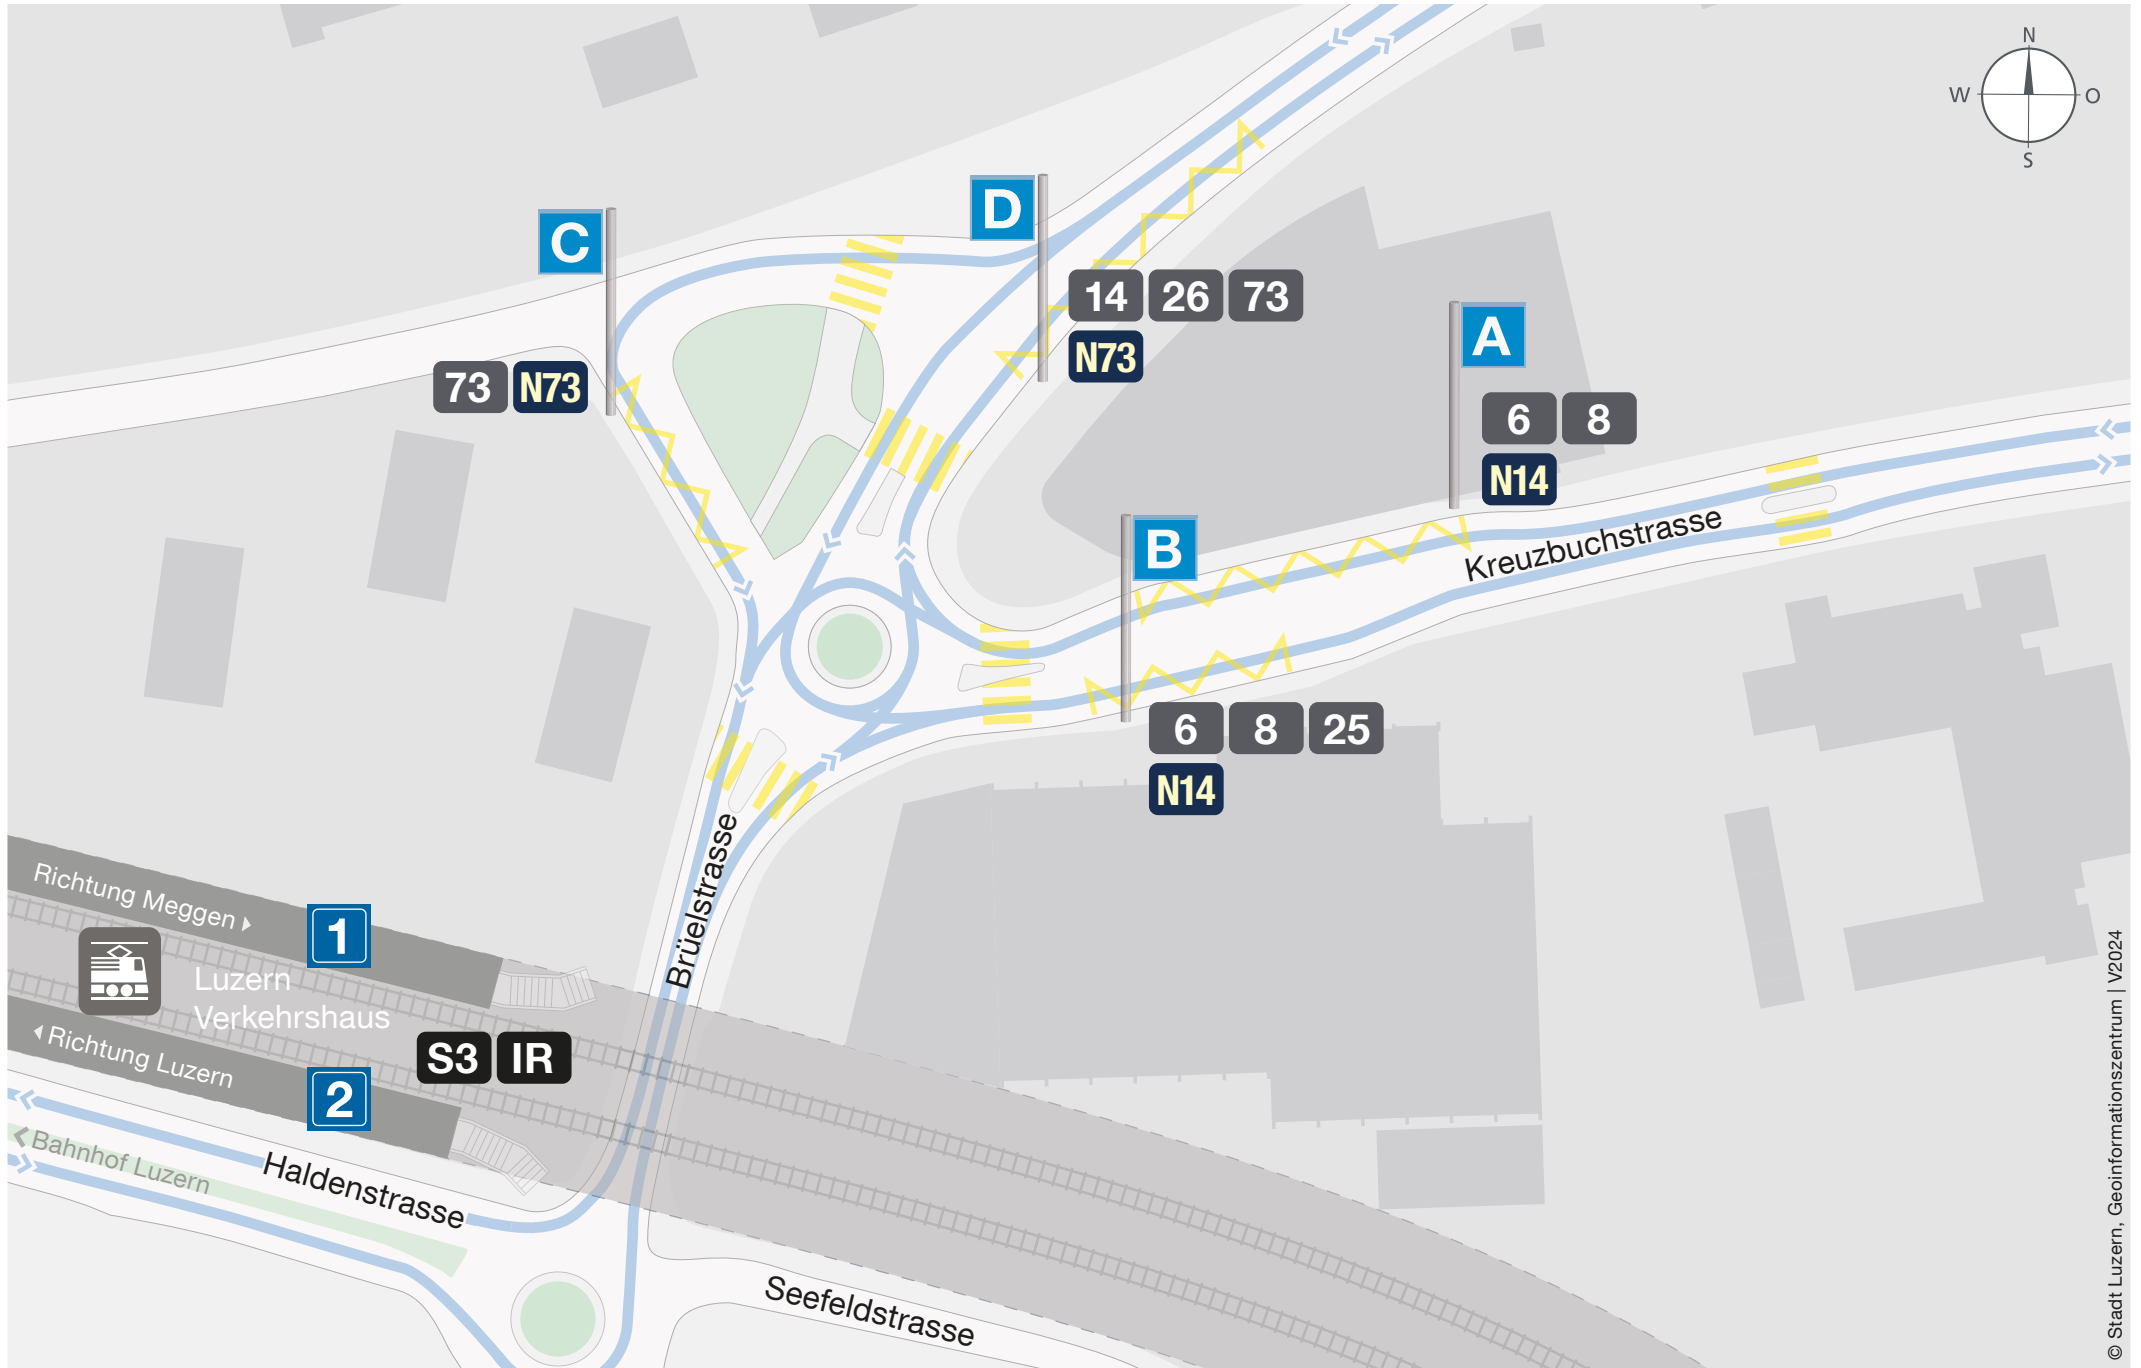 N
W
O
S
D
C
14 26 73
N73
A
73 N73
6 8
N14
B
Kreuzbuchstrasse
6 8 25
N14
Brüelstrasse
Richtung Meggen
1
Luzern
Verkehrshaus
Richtung Luzern
S3 IR
2
Bahnhof Luzern
Haldenstrasse
Seefeldstrasse
© Stadt Luzern, Geoinformationszentrum | V2024